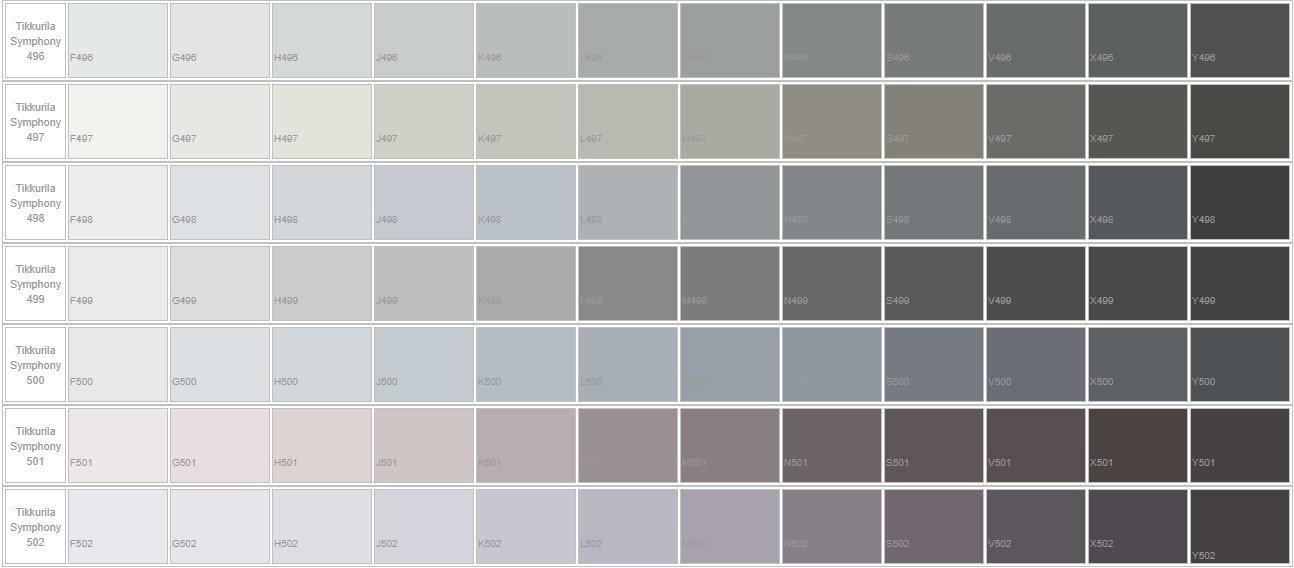 Tikkurila
Symphony
496
F496 G496 H496 J496 K496 L496 M496 N496 S496 V496 X496 Y496
Tikkurila
Symphony
497
F497 G497 H497 J497 K497 L497 M497 N497 S497 V497 X497 Y497
Tikkurila
Symphony
498
F498 G498 H498 J498 K498 L498 N498 S498 V498 X498 Y498
Tikkurila
Symphony
499
F499 G499 H499 J499 K499 L499 M499 N499 S499 V499 X499 Y499
Tikkurila
Symphony
500
F500 G500 H500 J500 K500 L500 M500 S500 V500 X500 Y500
Tikkurila
Symphony
501
F501 G501 H501 J501 K501 M501 N501 S501 V501 X501 Y501
Tikkurila
Symphony
502
F502 G502 H502 J502 K502 L502 M502 N502 S502 V502 X502 Y502